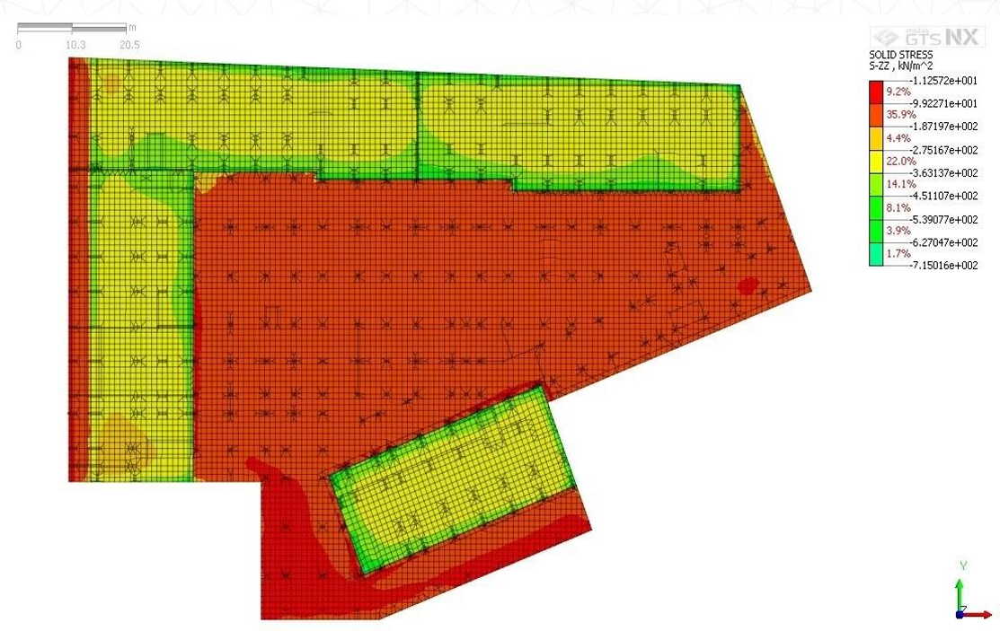 m
0 10.3 20.5
midas
GTS NX
SOLID STRESS
S-ZZ , kN/m^2
-1.12572e+001
9.2%
-9.92271e+001
35.9%
-1.87197e+002
4.4%
-2.75167e+002
22.0%
-3.63137e+002
14.1%
-4.51107e+002
8.1%
-5.39077e+002
3.9%
-6.27047e+002
1.7%
-7.15016e+002
Y
Z